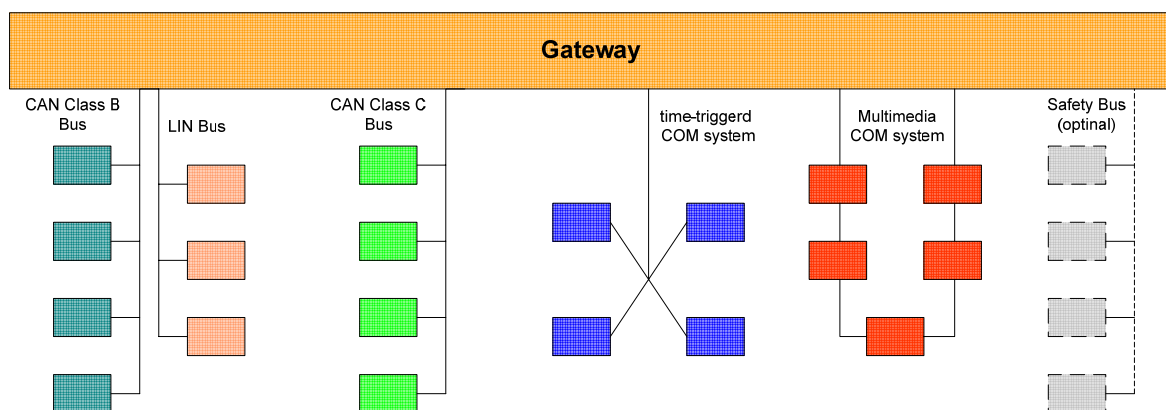 Gateway
CAN Class B
Bus
LIN Bus
CAN Class C
Bus
time-triggerd
COM system
Multimedia
COM system
Safety Bus
(optinal)